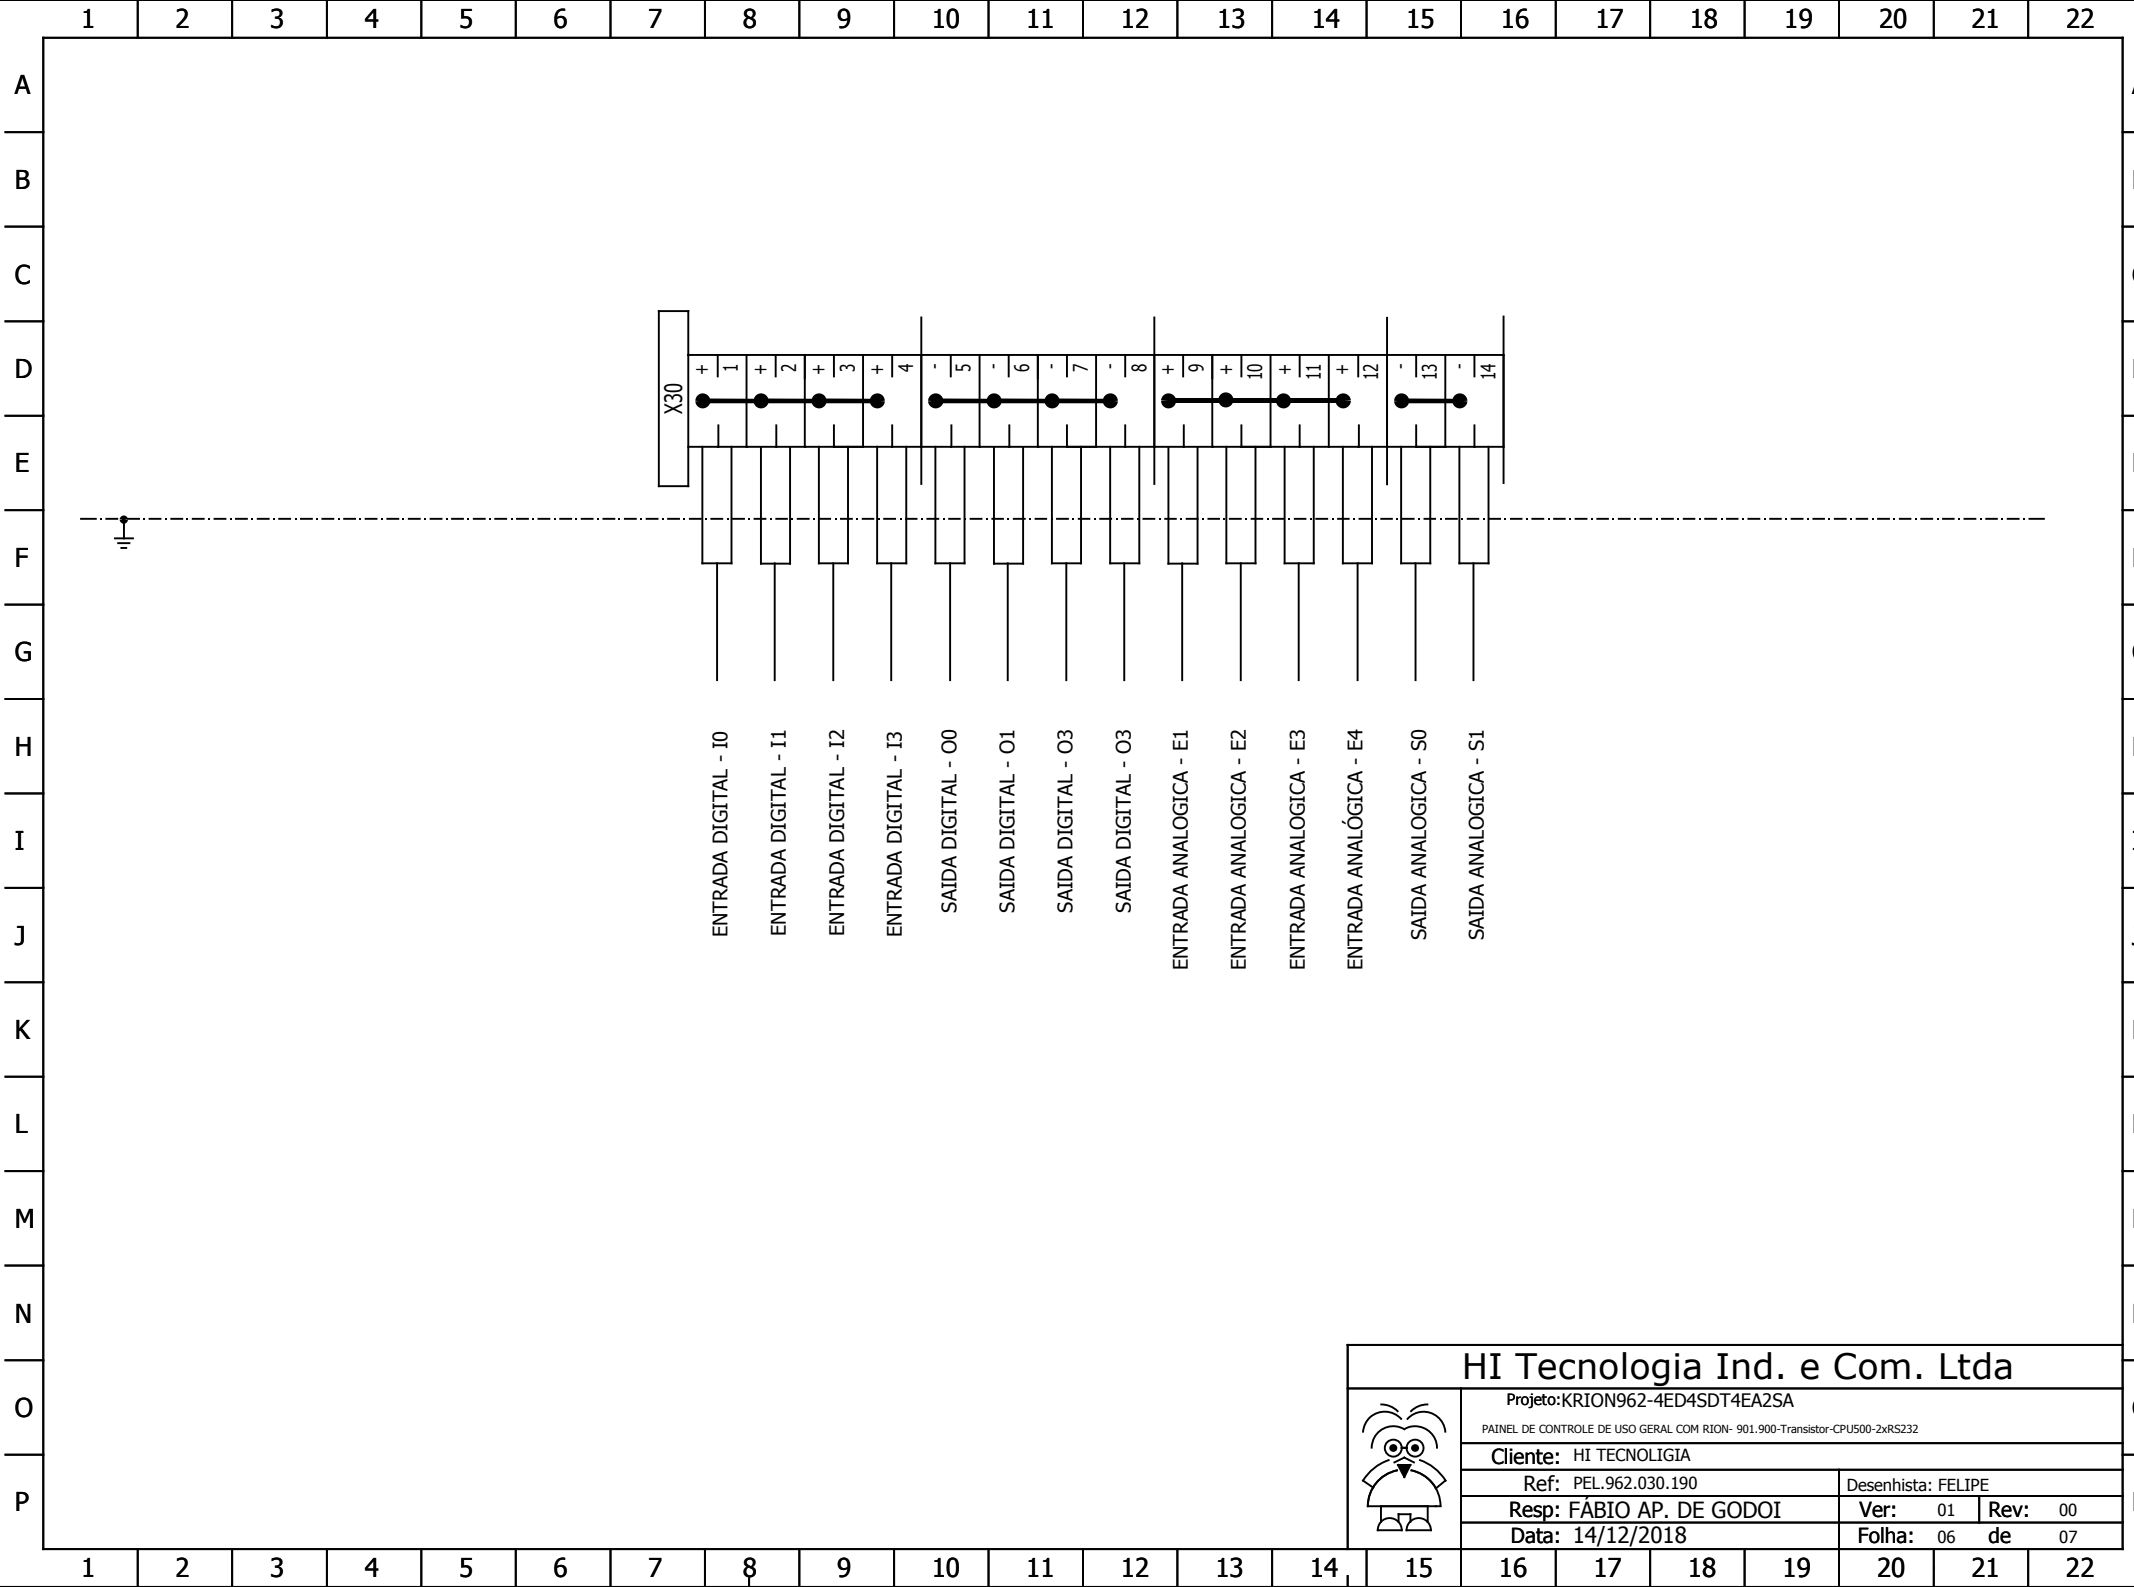 1 2 3 4 5 6 7 8 9 10 11 12 13 14 15 16 17 18 19 20 21 22
A
B
C
D
E
F
G
H
I
J
K
L
M
N
O
P
X30
+ 1 + 2 + 3 + 4 - 5 - 6 - 7 - 8 + 9 + 10 + 11 + 12 - 13 - 14
ENTRADA DIGITAL - I0
ENTRADA DIGITAL - I1
ENTRADA DIGITAL - I2
ENTRADA DIGITAL - I3
SAIDA DIGITAL - O0
SAIDA DIGITAL - O1
SAIDA DIGITAL - O3
SAIDA DIGITAL - O3
ENTRADA ANALOGICA - E1
ENTRADA ANALOGICA - E2
ENTRADA ANALOGICA - E3
ENTRADA ANALÓGICA - E4
SAIDA ANALOGICA - S0
SAIDA ANALOGICA - S1
HI Tecnologia Ind. e Com. Ltda
Projeto:KRION962-4ED4SDT4EA2SA
PAINEL DE CONTROLE DE USO GERAL COM RION- 901.900-Transistor-CPU500-2xRS232
Cliente: HI TECNOLIGIA
Ref: PEL.962.030.190 Desenhista: FELIPE
Resp: FÁBIO AP. DE GODOI Ver: 01 Rev: 00
Data: 14/12/2018 Folha: 06 de 07
1 2 3 4 5 6 7 8 9 10 11 12 13 14 15 16 17 18 19 20 21 22